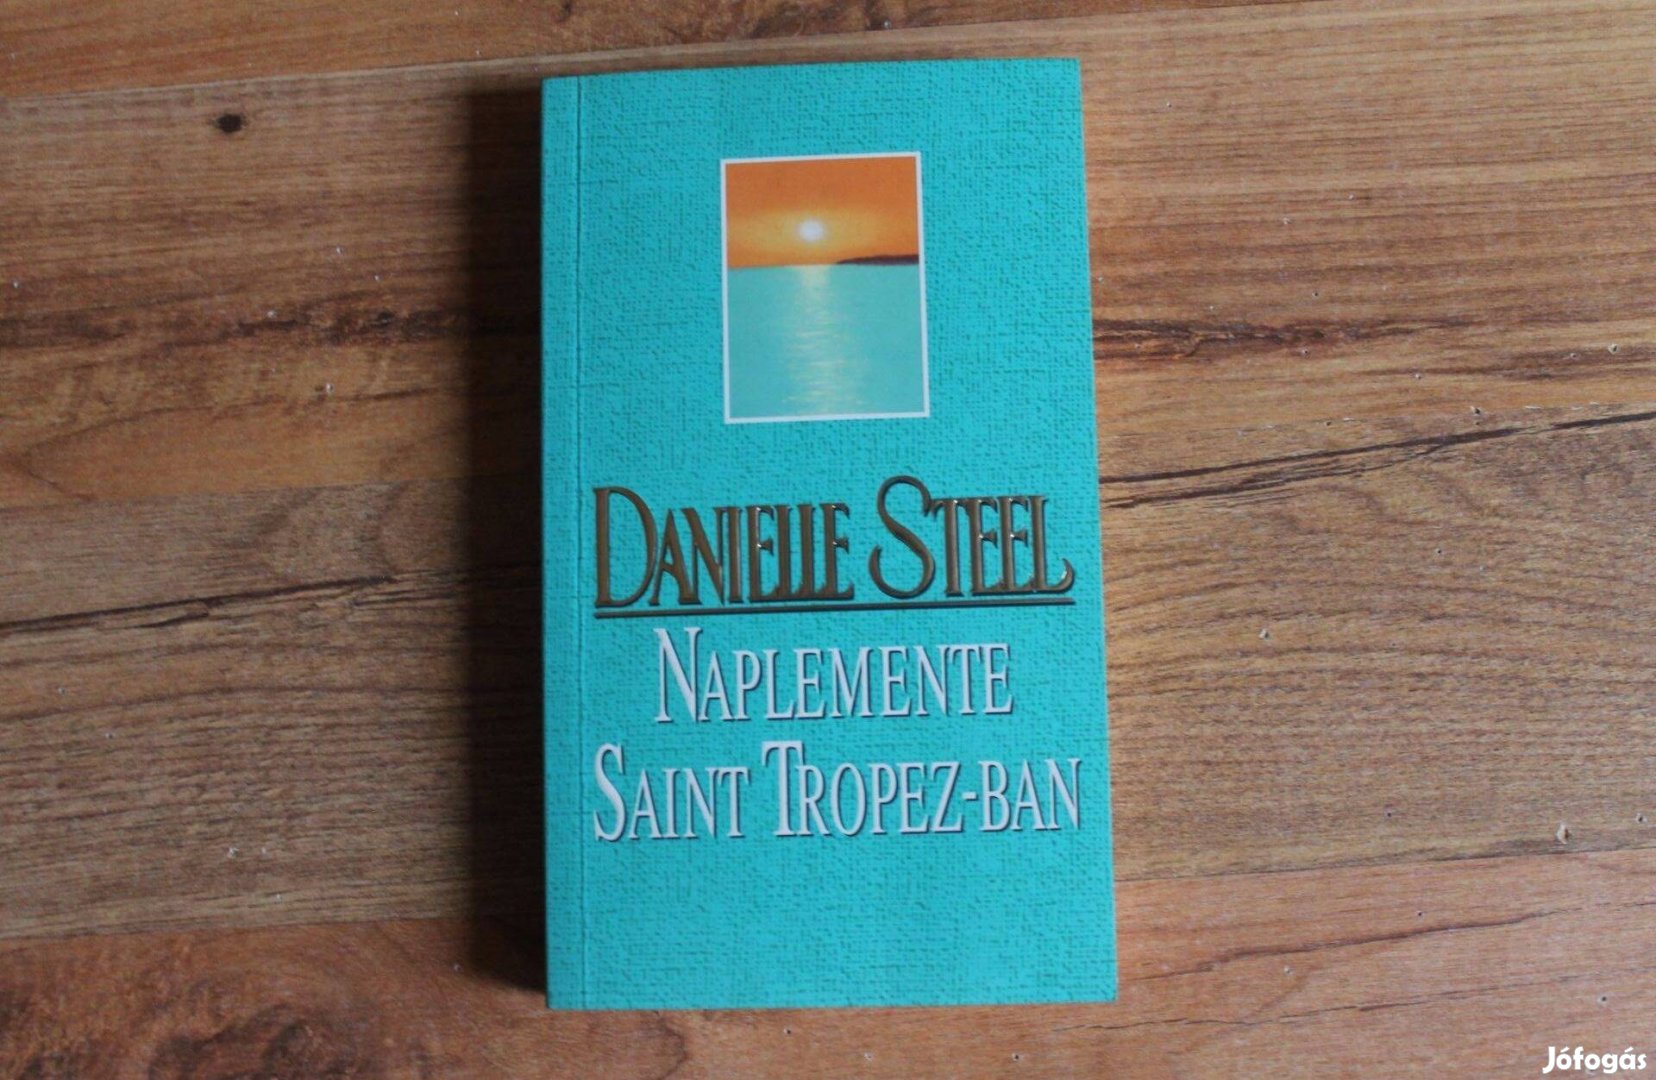 DANIELLE STEEL
NAPLEMENTE
SAINT TROPEZ-BAN
Jófogás